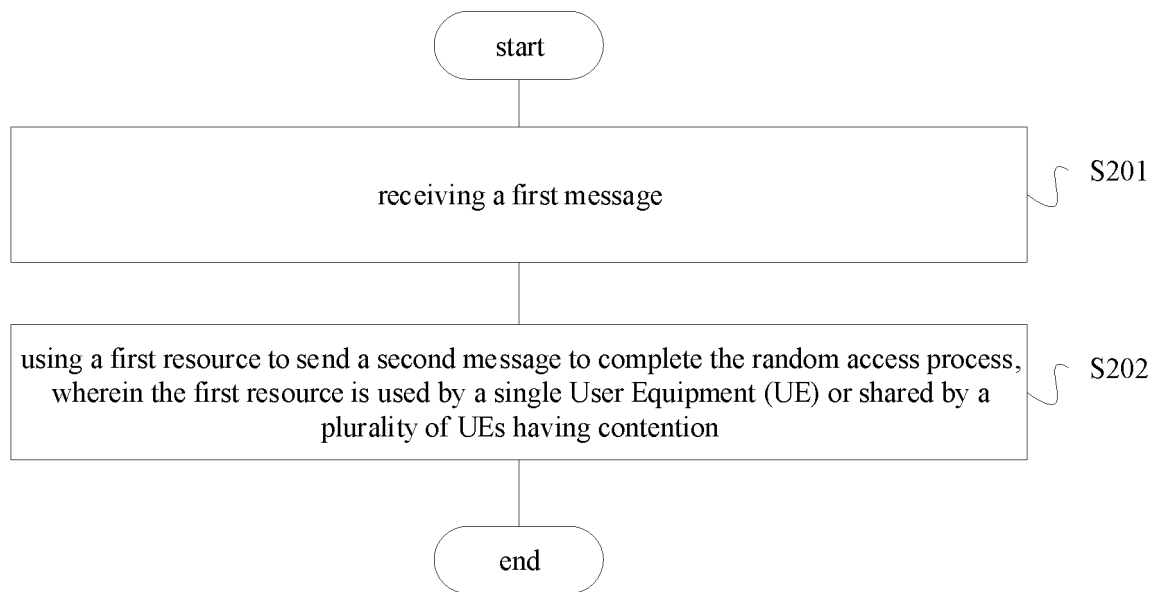 start
receiving a first message
S201
using a first resource to send a second message to complete the random access process,
wherein the first resource is used by a single User Equipment (UE) or shared by a
plurality of UEs having contention
S202
end